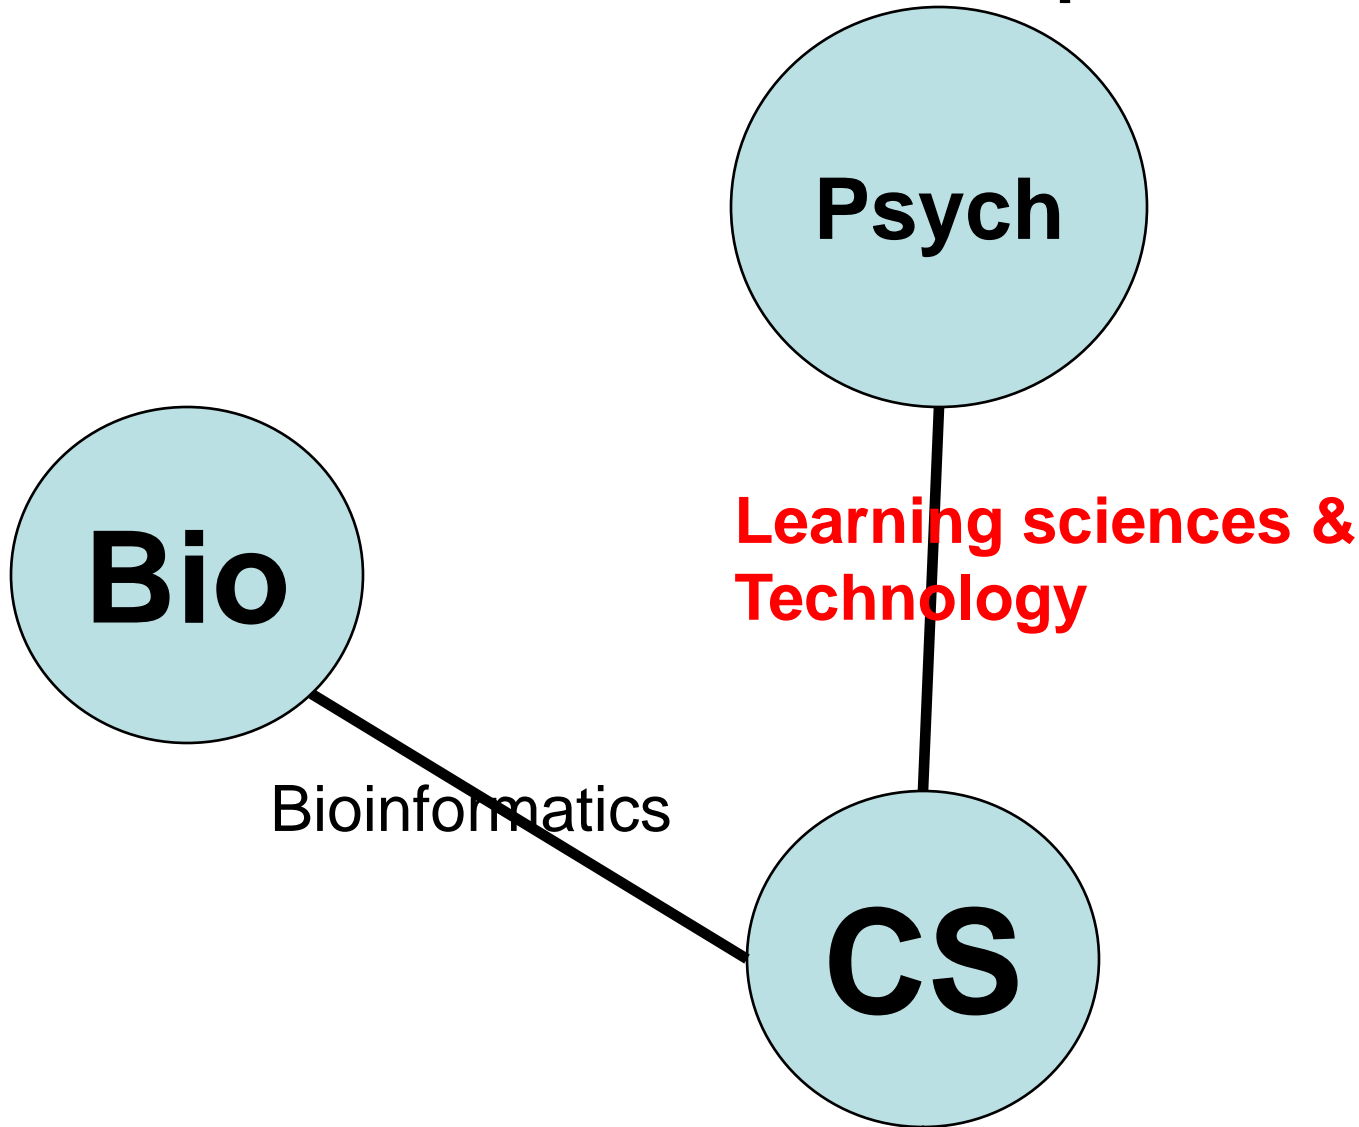 Psych
Learning sciences &
Technology
Bio
Bioinformatics
CS